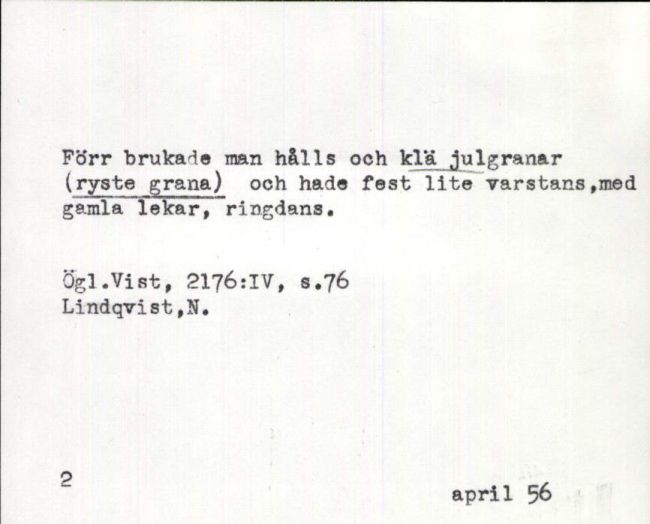 Förr brukade man hålls och klä julgranar
(ryste grana) och hade fest lite varstans,med
gamla lekar, ringdans.
Ögl.Vist, 2176:IV, s.76
Lindqvist,N.
2
april 56